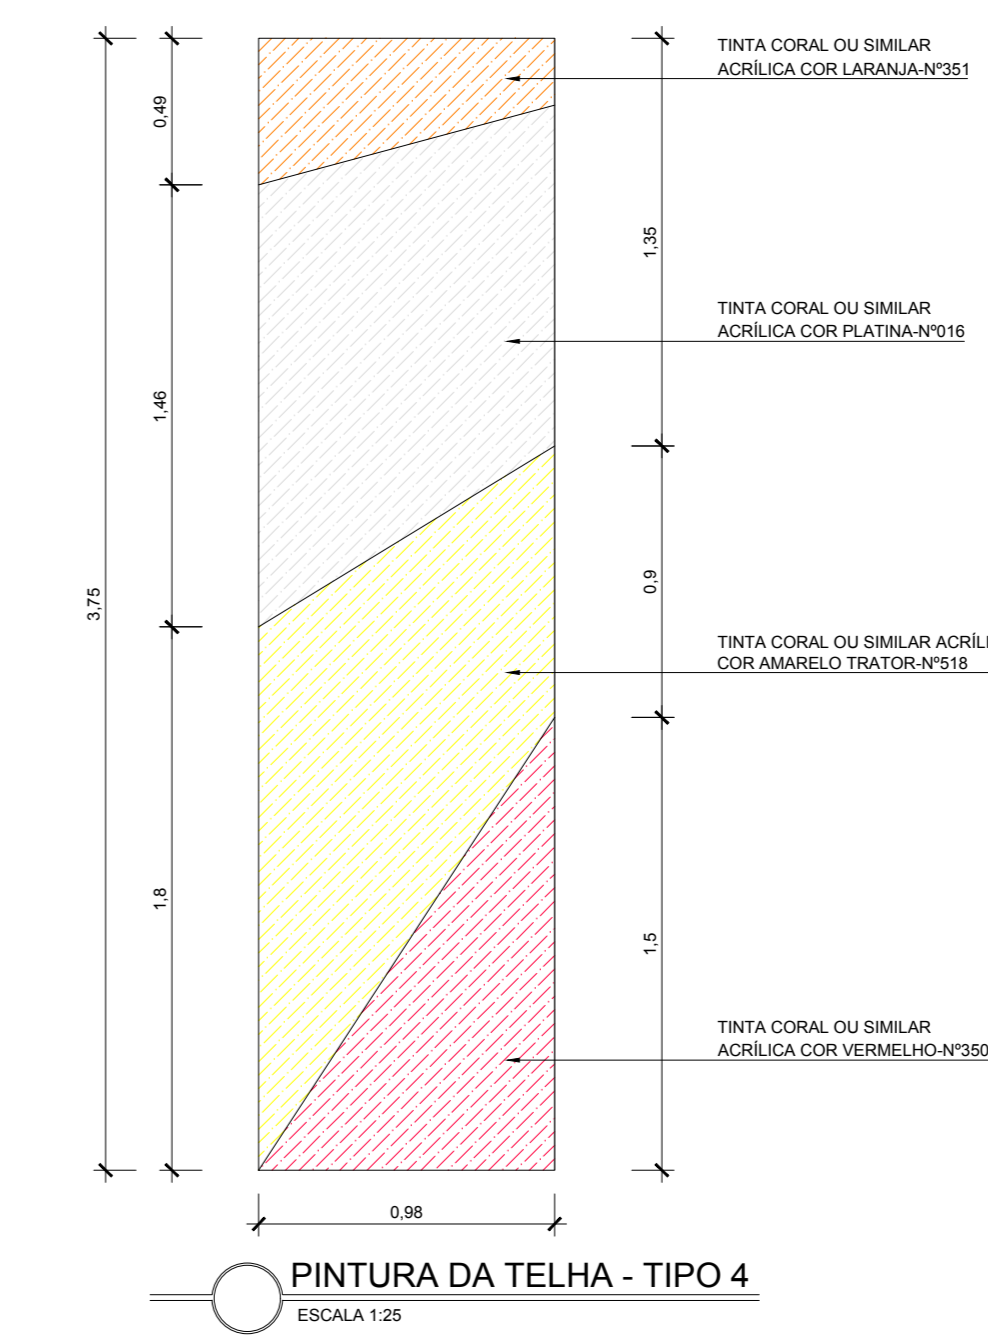 TINTA CORAL OU SIMILAR
ACRÍLICA COR LARANJA-Nº351
0,49
1,35
TINTA CORAL OU SIMILAR
ACRÍLICA COR PLATINA-Nº016
1,46
3,75
0,9
TINTA CORAL OU SIMILAR ACRÍLI
COR AMARELO TRATOR-Nº518
1,8
1,5
TINTA CORAL OU SIMILAR
ACRÍLICA COR VERMELHO-Nº350
0,98
PINTURA DA TELHA - TIPO 4
ESCALA 1:25